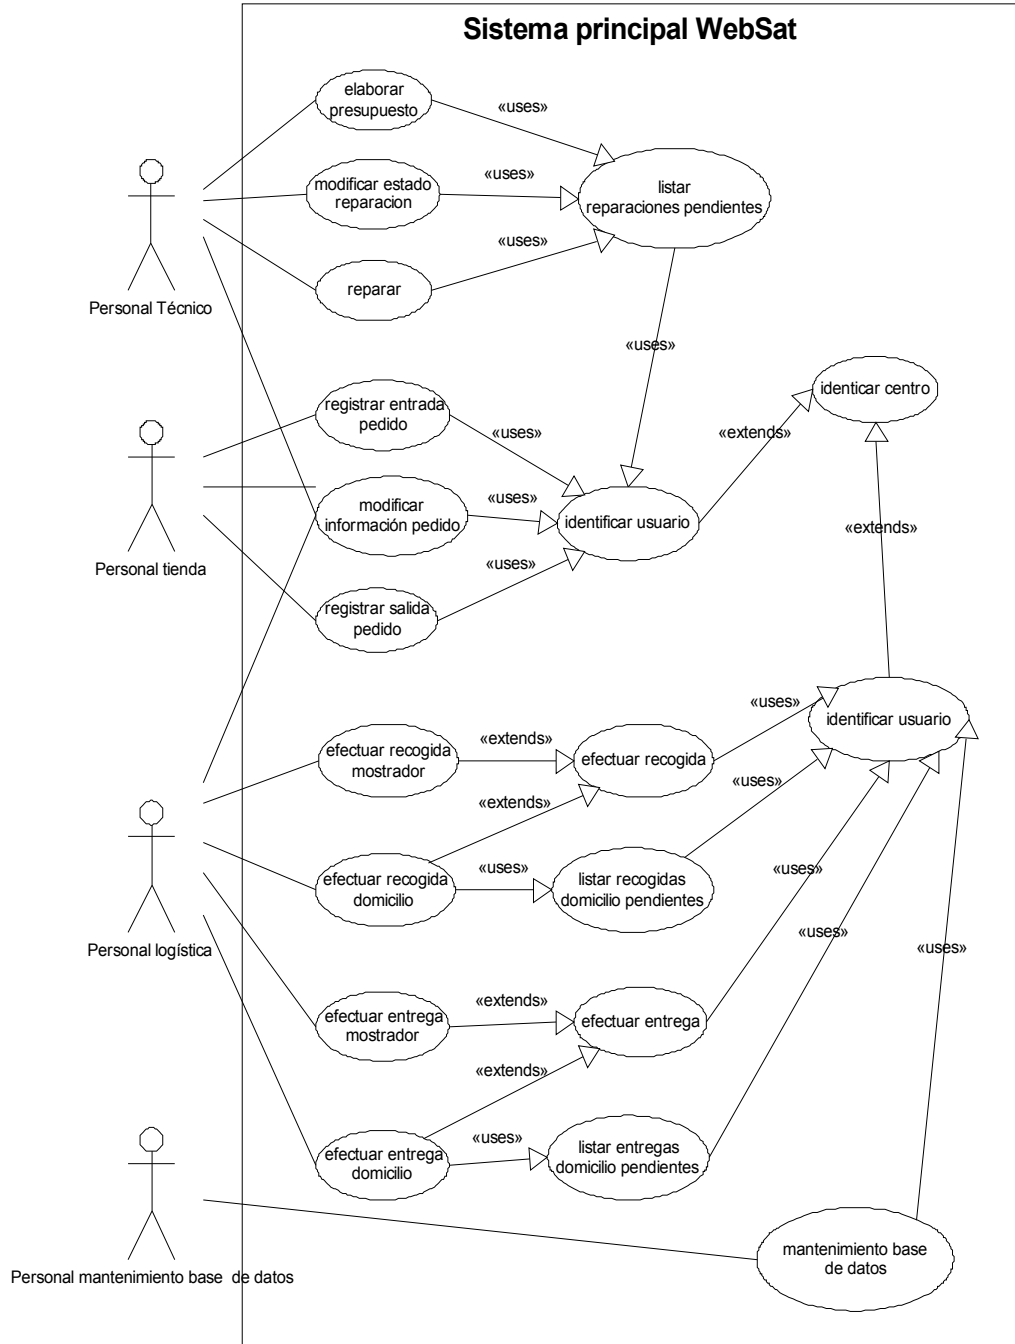 Sistema principal WebSat
elaborar
presupuesto
«uses»
modificar estado
reparacion
«uses»
listar
reparaciones pendientes
«uses»
reparar
Personal Técnico
«uses»
identicar centro
registrar entrada
pedido
«uses»
«extends»
modificar
información pedido
«uses»
identificar usuario
«extends»
Personal tienda
«uses»
registrar salida
pedido
«uses»
identificar usuario
efectuar recogida
mostrador
«extends»
efectuar recogida
«extends»
«uses»
efectuar recogida
domicilio
«uses»
listar recogidas
domicilio pendientes
«uses»
Personal logística
«uses»
«uses»
efectuar entrega
mostrador
«extends»
efectuar entrega
«extends»
efectuar entrega
domicilio
«uses»
listar entregas
domicilio pendientes
mantenimiento base
de datos
Personal mantenimiento base de datos